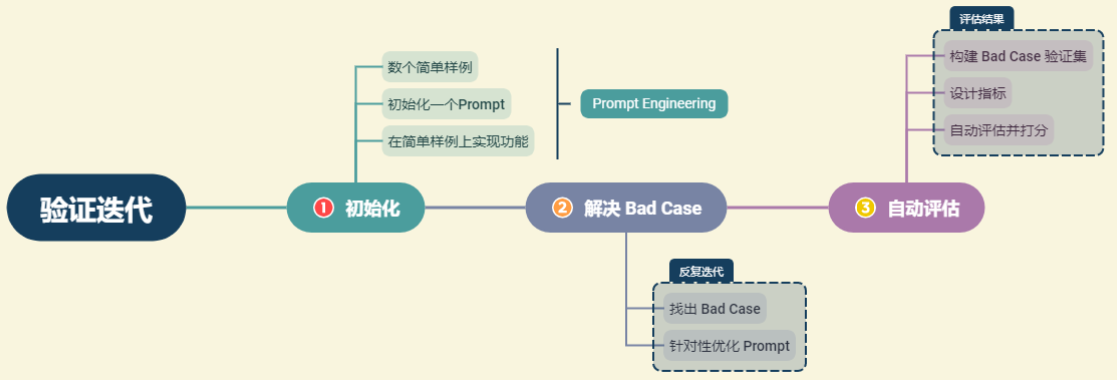 验证迭代
1 初始化
数个简单样例
初始化一个Prompt
在简单样例上实现功能
Prompt Engineering
2 解决 Bad Case
反复迭代
找出 Bad Case
针对性优化 Prompt
3 自动评估
评估结果
构建 Bad Case 验证集
设计指标
自动评估并打分